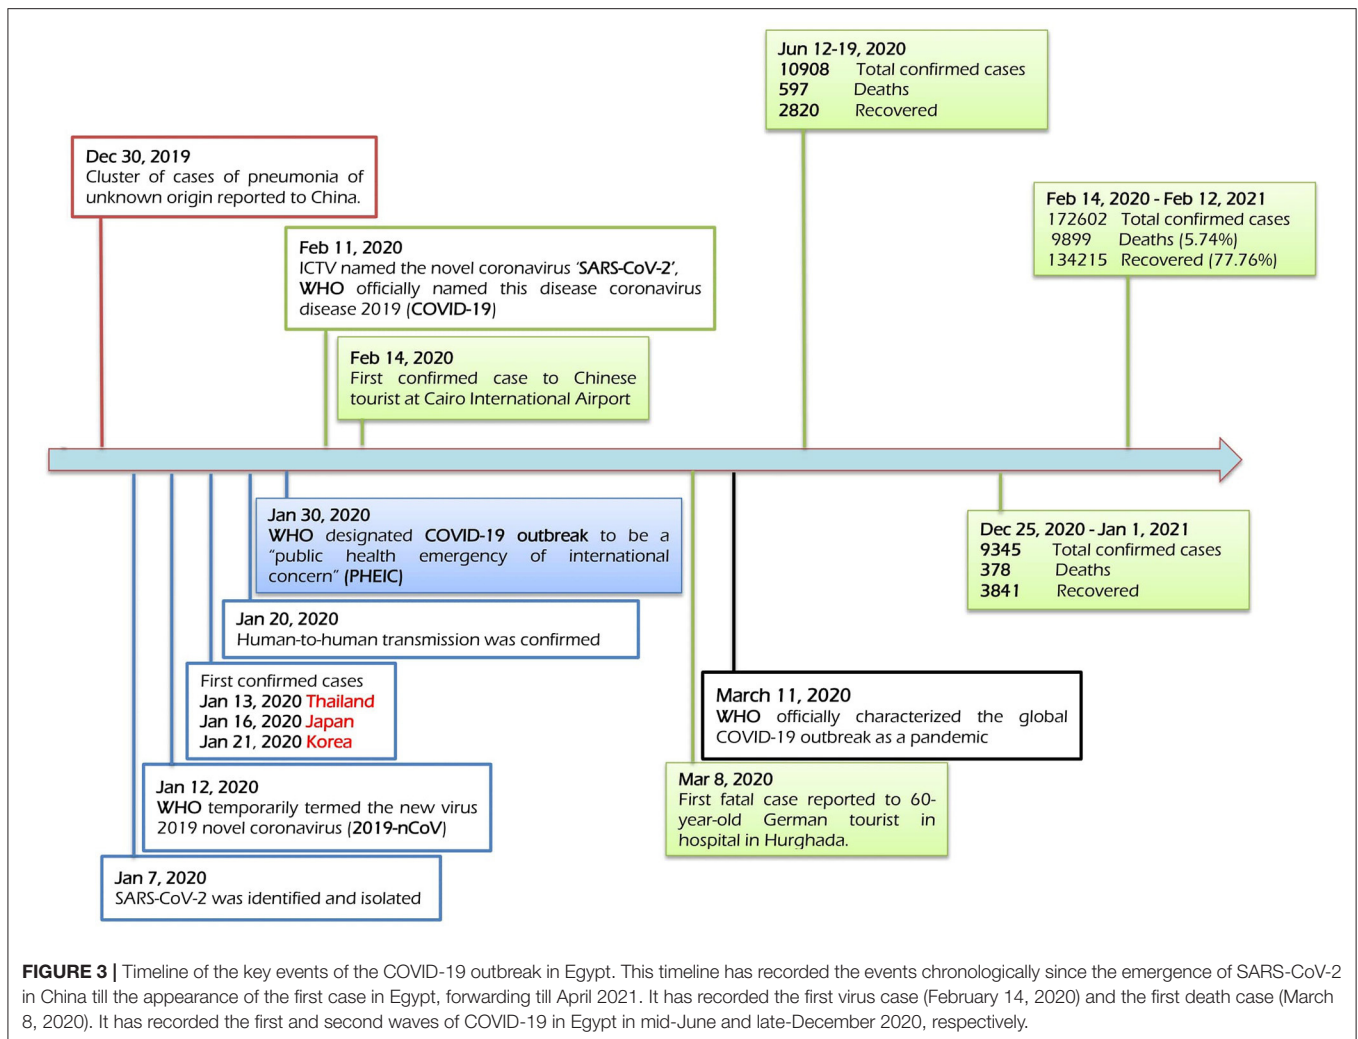 Jun 12-19, 2020
10908 Total confirmed cases
597 Deaths
2820 Recovered
Dec 30, 2019
Cluster of cases of pneumonia of
unknown origin reported to China.
Feb 14, 2020 - Feb 12, 2021
172602 Total confirmed cases
9899 Deaths (5.74%)
134215 Recovered (77.76%)
Feb 11, 2020
ICTV named the novel coronavirus ‘SARS-CoV-2’,
WHO officially named this disease coronavirus
disease 2019 (COVID-19)
Feb 14, 2020
First confirmed case to Chinese
tourist at Cairo International Airport
Jan 30, 2020
WHO designated COVID-19 outbreak to be a
“public health emergency of international
concern” (PHEIC)
Dec 25, 2020 - Jan 1, 2021
9345 Total confirmed cases
378 Deaths
3841 Recovered
Jan 20, 2020
Human-to-human transmission was confirmed
First confirmed cases
Jan 13, 2020 Thailand
Jan 16, 2020 Japan
Jan 21, 2020 Korea
March 11, 2020
WHO officially characterized the global
COVID-19 outbreak as a pandemic
Jan 12, 2020
WHO temporarily termed the new virus
2019 novel coronavirus (2019-nCoV)
Mar 8, 2020
First fatal case reported to 60-
year-old German tourist in
hospital in Hurghada.
Jan 7, 2020
SARS-CoV-2 was identified and isolated
FIGURE 3 | Timeline of the key events of the COVID-19 outbreak in Egypt. This timeline has recorded the events chronologically since the emergence of SARS-CoV-2
in China till the appearance of the first case in Egypt, forwarding till April 2021. It has recorded the first virus case (February 14, 2020) and the first death case (March
8, 2020). It has recorded the first and second waves of COVID-19 in Egypt in mid-June and late-December 2020, respectively.